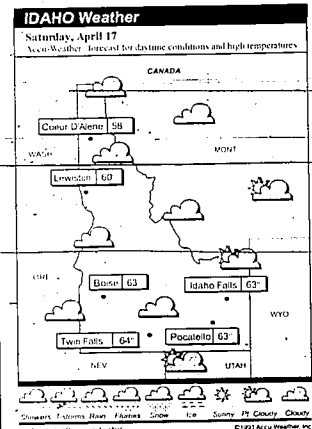 IDAHO Weather
Saturday, April 17
Accu-Weather forecast for daytime conditions and high temperatures
CANADA
Coeur D'Alene 58
WASH
MONT
Lewiston 60
ORE
Boise 63
Idaho Falls 63°
WYO
Twin Falls 64°
Pocatello 63°
NEV
UTAH
Showers T-storms Rain Flurries Snow Ice Sunny Pt. Cloudy Cloudy
Accu-Weather, Inc.